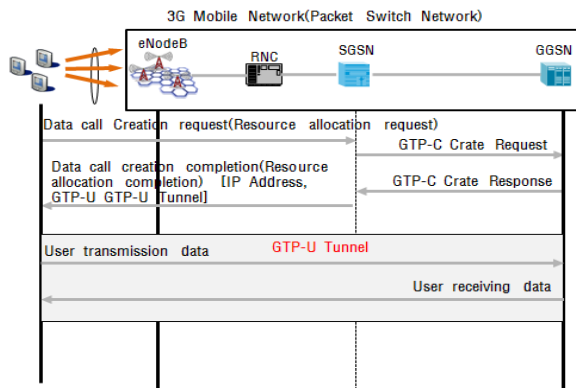 3G Mobile Network(Packet Switch Network)
eNodeB
RNC
SGSN
GGSN
Data call Creation request(Resource allocation request)
GTP-C Crate Request
Data call creation completion(Resource
allocation completion) [IP Address,
GTP-U GTP-U Tunnel]
GTP-C Crate Response
User transmission data
GTP-U Tunnel
User receiving data